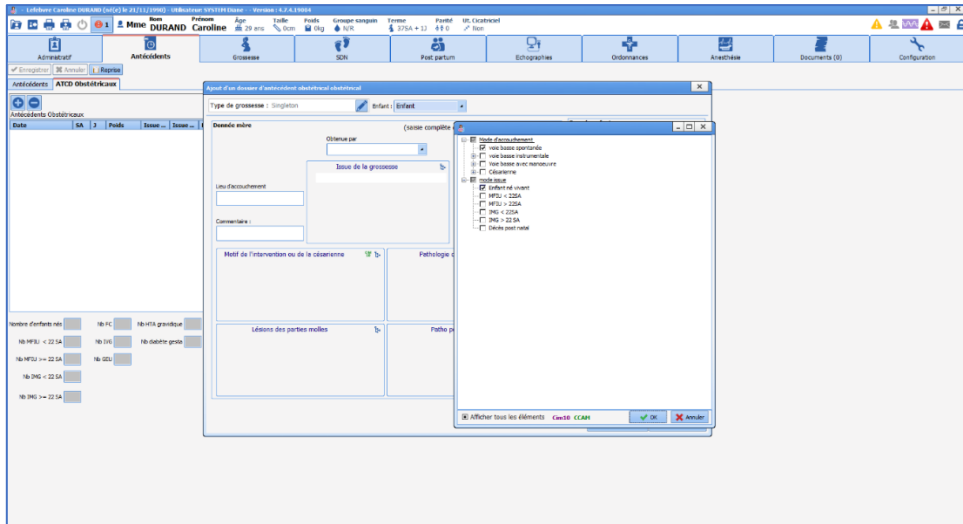 - Lefebvre Caroline DURAND (né(e) le 21/11/1990) - Utilisateur SYSTEM Diane - - Version : 4.7.4.19004
1 Mme Nom DURAND Prénom Caroline Âge 29 ans Taille 0cm Poids 0kg Groupe sanguin N/R Terme 37SA + 1J Parité 0 Ut. Cicatriciel Non
Administratif Antécédents Grossesse SDN Post partum Echographies Ordonnances Anesthésie Documents (0) Configuration
Enregistrer Annuler Reprise
Antécédents ATCD Obstétricaux
Antécédents Obstétricaux
Date SA J Poids Issue ... Issue ...
Nombre d'enfants nés Nb FC Nb HTA gravidique
Nb MFIU < 22 SA Nb IVG Nb diabète gesta
Nb MFIU >= 22 SA Nb GEU
Nb IMG < 22 SA
Nb IMG >= 22 SA
Ajout d'un dossier d'antécédent obstétrical-obstétrical
Type de grossesse : Singleton Enfant : Enfant
Donnée mère (saisie complète
Obtenue par
Issue de la grossesse
Lieu d'accouchement
Commentaire :
Motif de l'intervention ou de la césarienne Pathologie
Lésions des parties molles Patho
Mode d'accouchement
voie basse spontanée
voie basse instrumentale
Voie basse avec manoeuvre
Césarienne
mode issue
Enfant né vivant
MFIU < 22SA
MFIU > 22SA
IMG < 22SA
IMG > 22 SA
Décès post natal
Afficher tous les éléments Cim10 CCAM OK Annuler